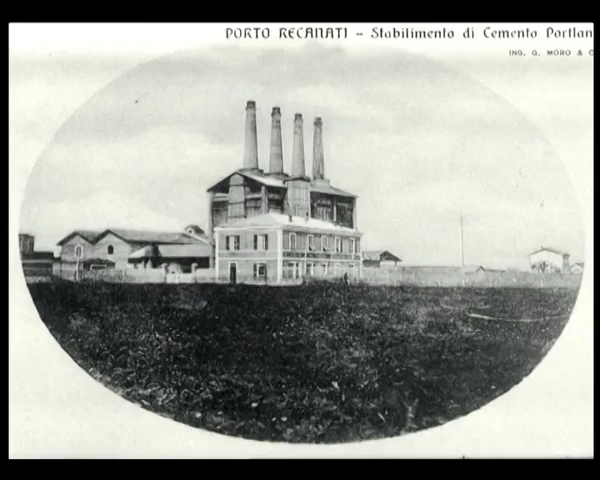 PORTO RECANATI – Stabilimento di Cemento Portlan
ING. G. MORO & C